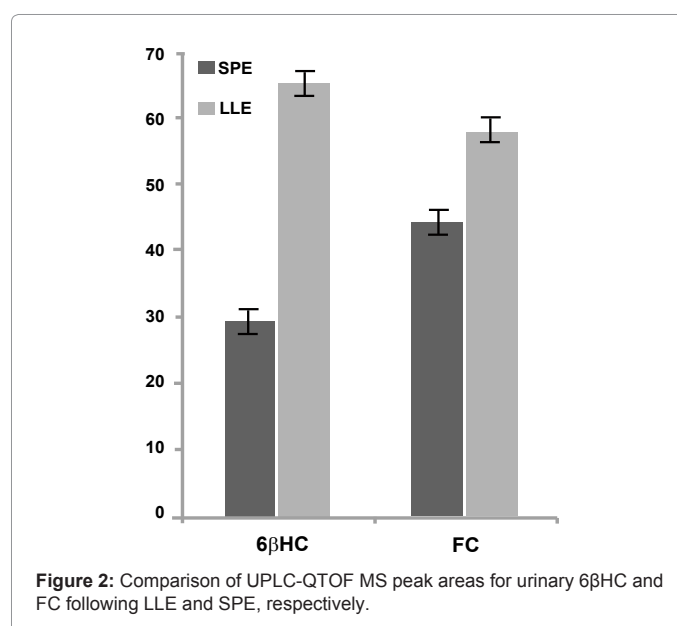 70
60
50
40
30
20
10
0
SPE
LLE
6βHC
FC
Figure 2: Comparison of UPLC-QTOF MS peak areas for urinary 6βHC and
FC following LLE and SPE, respectively.